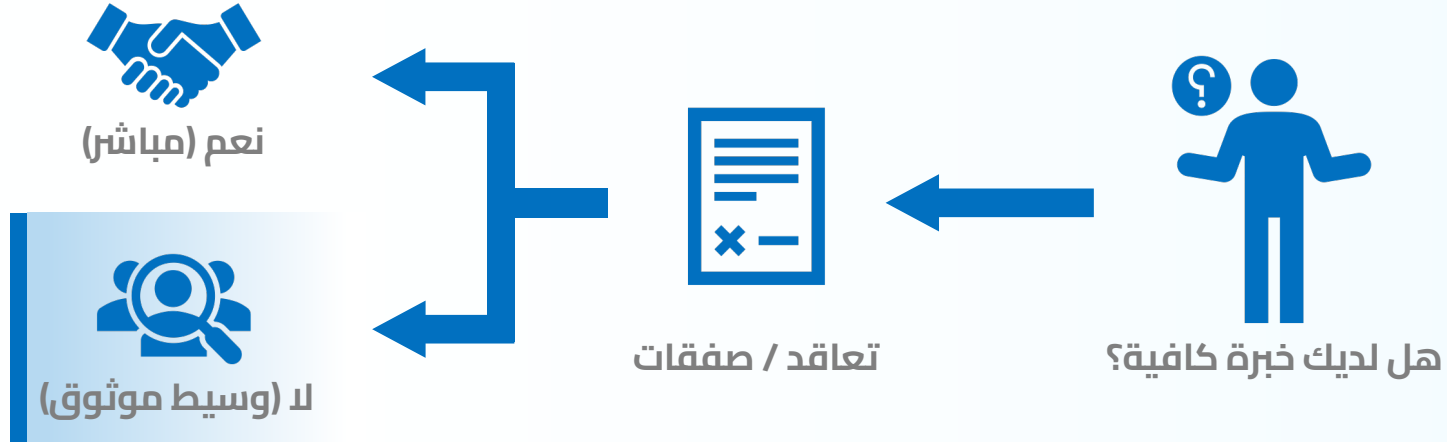 هل لديك خبرة كافية؟
تعاقد / صفقات
نعم (مباشر)
لا (وسيط موثوق)